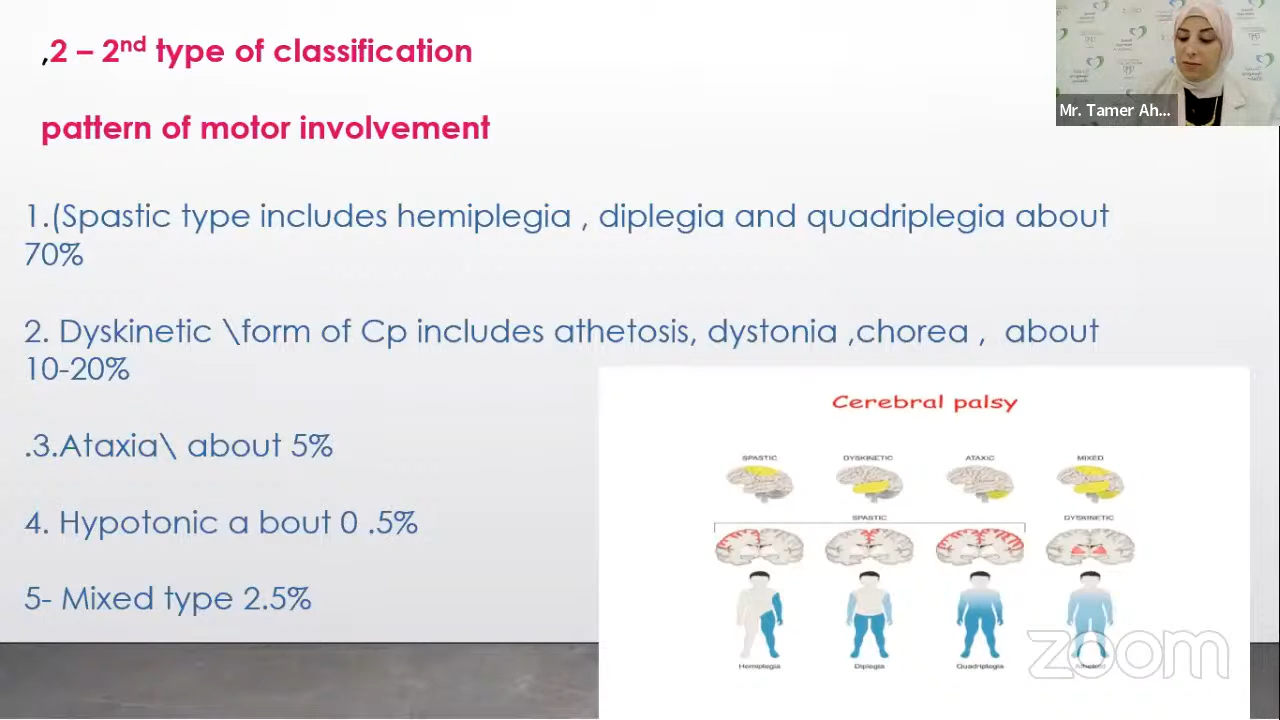 ,2 – 2nd type of classification
pattern of motor involvement
Mr. Tamer Ah...
1.(Spastic type includes hemiplegia , diplegia and quadriplegia about
70%
2. Dyskinetic \form of Cp includes athetosis, dystonia ,chorea , about
10-20%
.3.Ataxia\ about 5%
4. Hypotonic a bout 0 .5%
5- Mixed type 2.5%
Cerebral palsy
SPASTIC DYSKINETIC ATAXIC MIXED
SPASTIC DYSKINETIC
Hemiplegia Diplegia Quadriplegia
zoom